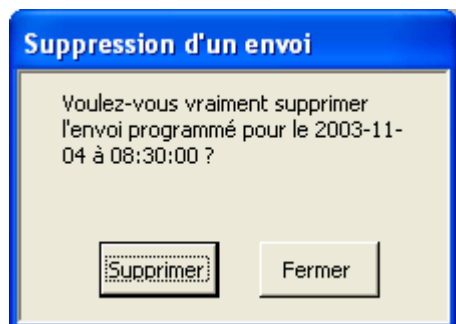 Suppression d'un envoi
Voulez-vous vraiment supprimer
l'envoi programmé pour le 2003-11-
04 à 08:30:00 ?
Supprimer
Fermer